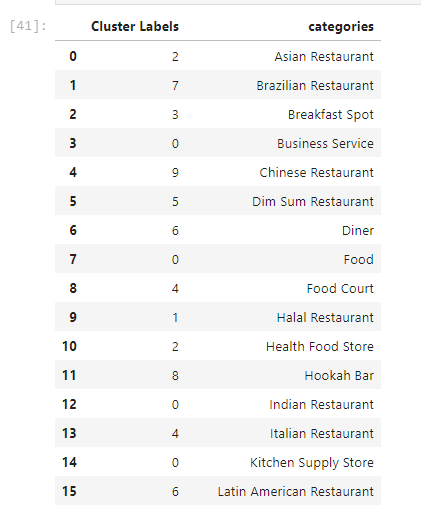 [41]:
Cluster Labels categories
0 2 Asian Restaurant
1 7 Brazilian Restaurant
2 3 Breakfast Spot
3 0 Business Service
4 9 Chinese Restaurant
5 5 Dim Sum Restaurant
6 6 Diner
7 0 Food
8 4 Food Court
9 1 Halal Restaurant
10 2 Health Food Store
11 8 Hookah Bar
12 0 Indian Restaurant
13 4 Italian Restaurant
14 0 Kitchen Supply Store
15 6 Latin American Restaurant